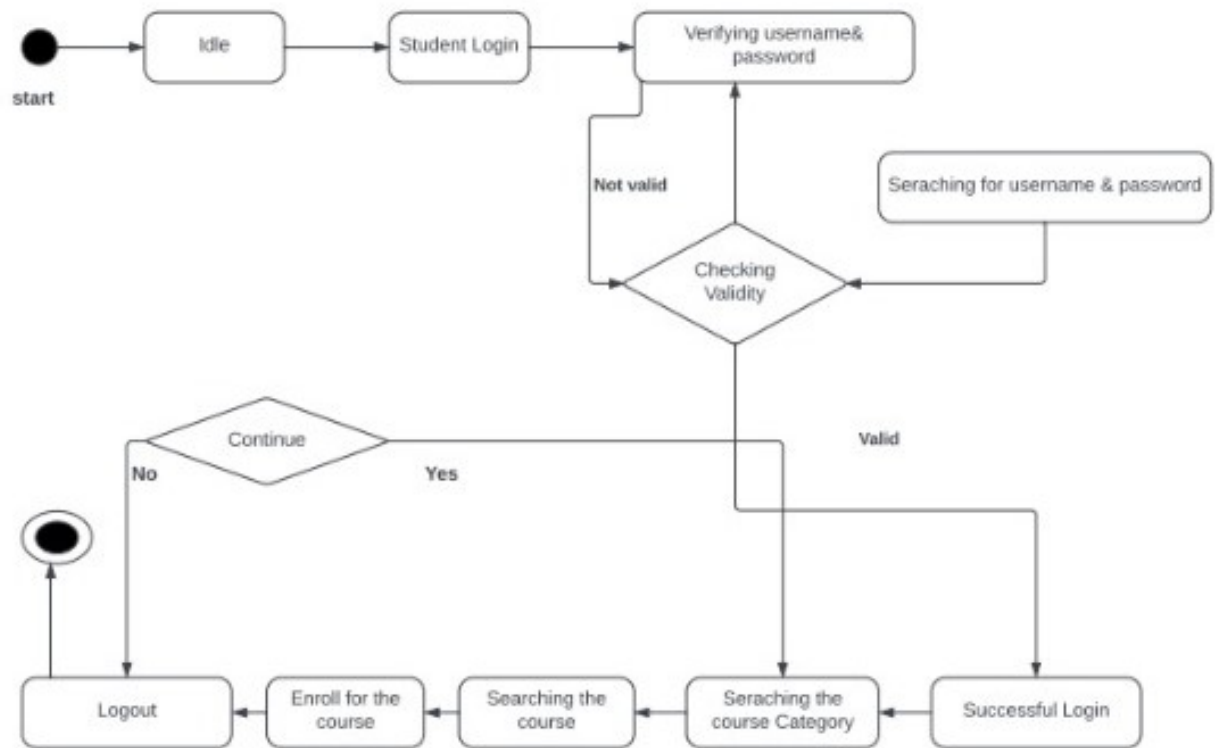 Idle
Student Login
Verifying username&
password
start
Not valid
Seraching for username & password
Checking
Validity
Continue
Valid
No
Yes
Logout
Enroll for the
course
Searching the
course
Seraching the
course Category
Successful Login